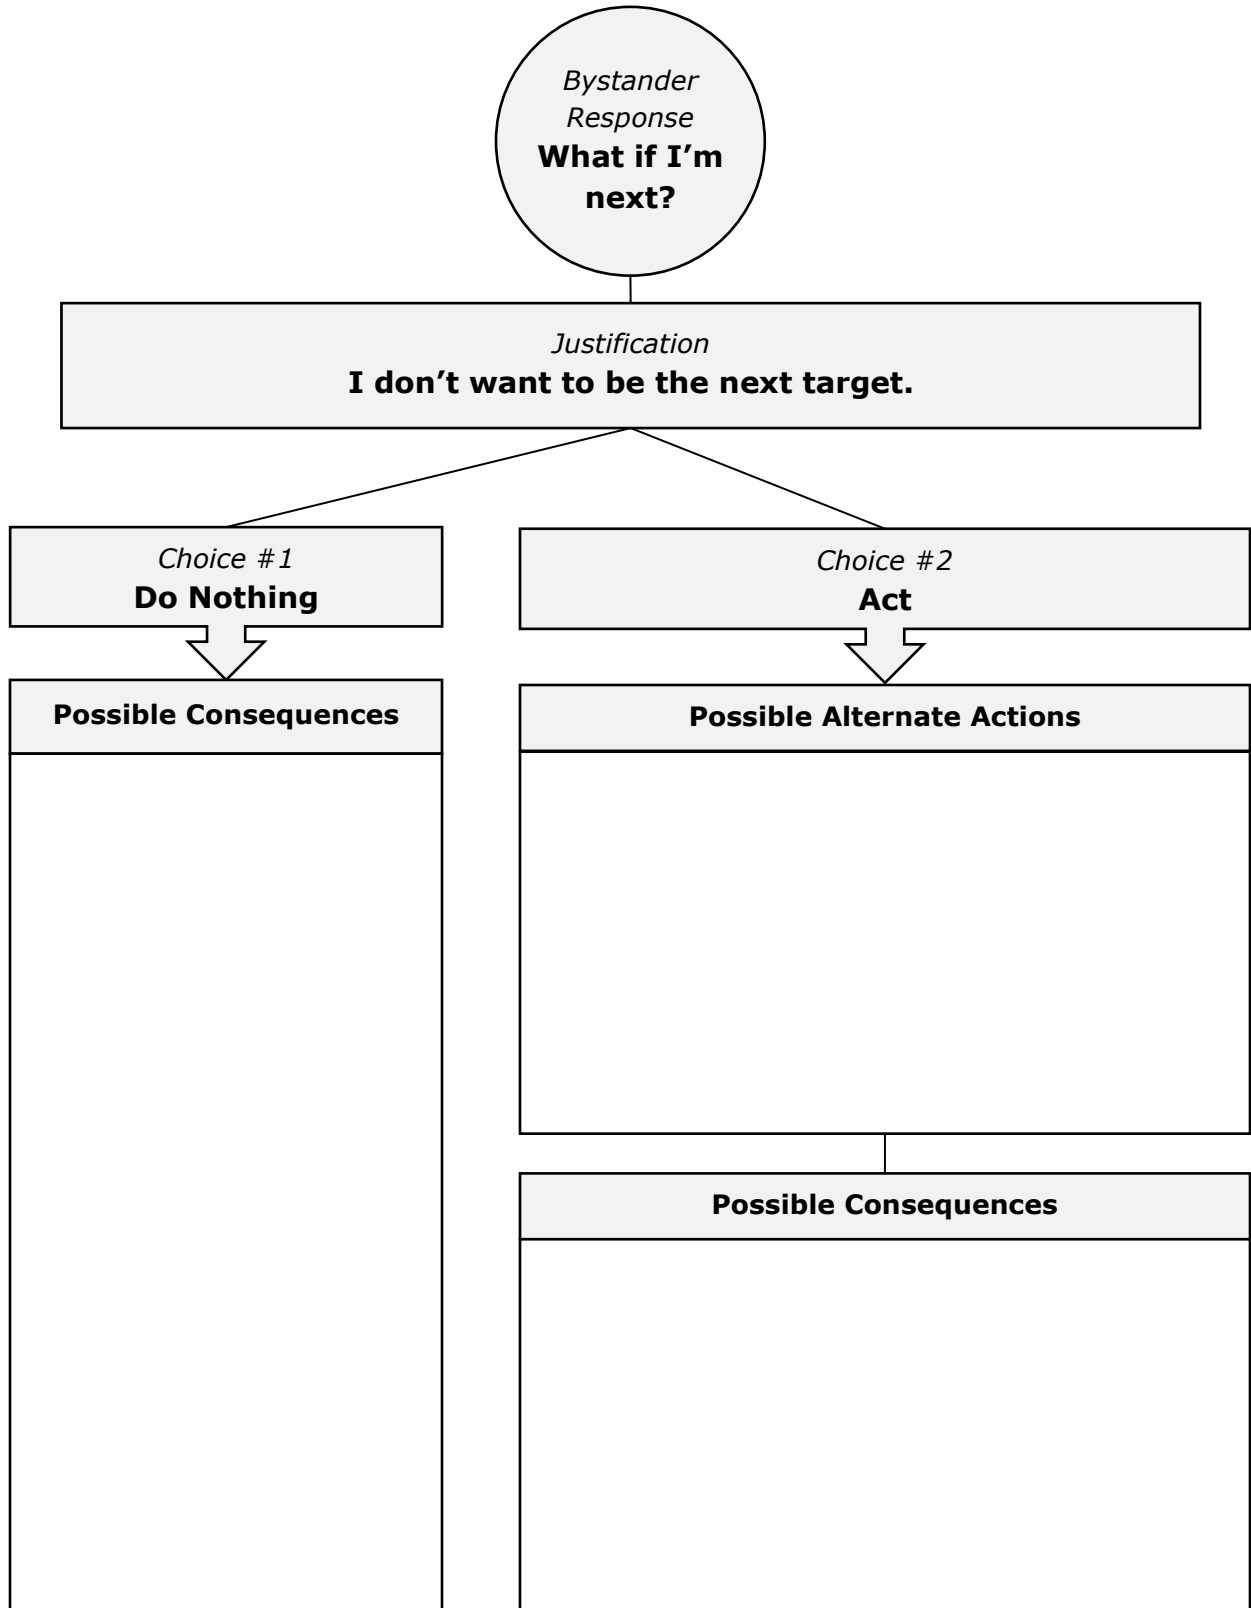 Bystander
Response
What if I’m
next?
Justification
I don’t want to be the next target.
Choice #1
Do Nothing
Choice #2
Act
Possible Consequences
Possible Alternate Actions
Possible Consequences